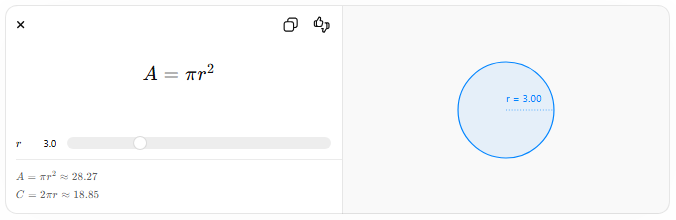 A = πr²
r 3.0
A = πr² ≈ 28.27
C = 2πr ≈ 18.85
r = 3.00